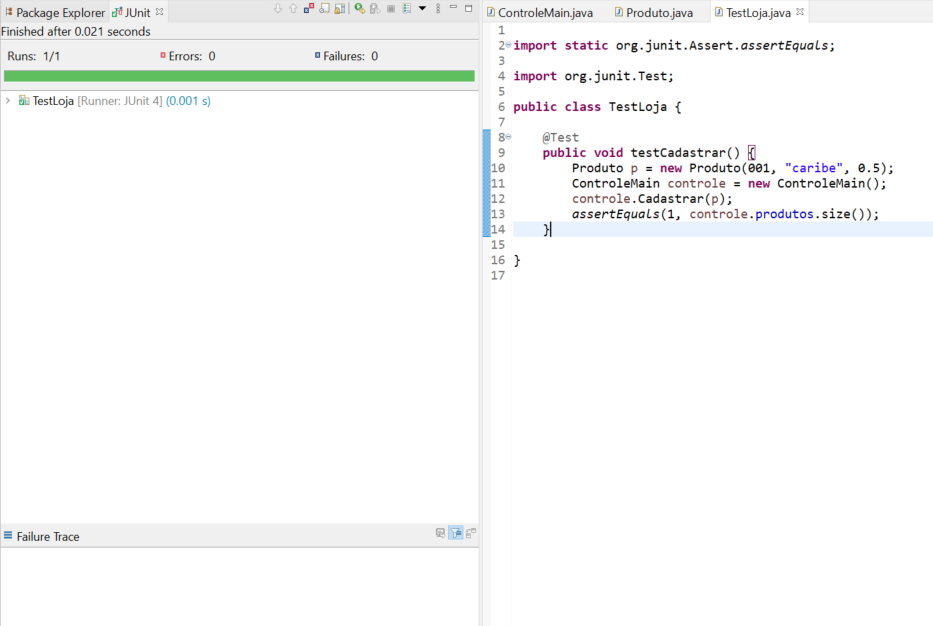 Package Explorer JUnit
Finished after 0.021 seconds
Runs: 1/1 Errors: 0 Failures: 0
TestLoja [Runner: JUnit 4] (0.001 s)
Failure Trace
ControleMain.java Produto.java TestLoja.java
1
2 import static org.junit.Assert.assertEquals;
3
4 import org.junit.Test;
5
6 public class TestLoja {
7
8 @Test
9 public void testCadastrar() {
10 Produto p = new Produto(001, "caribe", 0.5);
11 ControleMain controle = new ControleMain();
12 controle.Cadastrar(p);
13 assertEquals(1, controle.produtos.size());
14 }
15
16 }
17